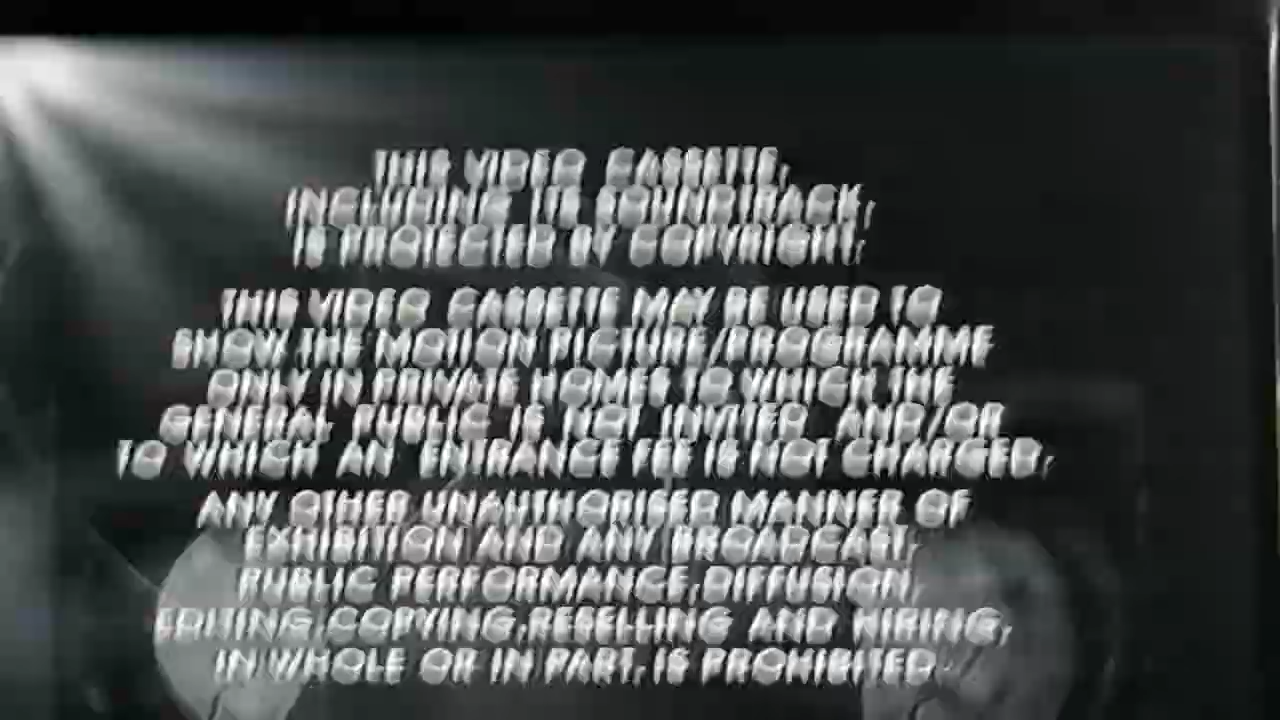 THIS VIDEO CASSETTE,
INCLUDING ITS SOUNDTRACK,
IS PROTECTED BY COPYRIGHT.
THIS VIDEO CASSETTE MAY BE USED TO
SHOW THE MOTION PICTURE/PROGRAMME
ONLY IN PRIVATE HOMES TO WHICH THE
GENERAL PUBLIC IS NOT INVITED AND/OR
TO WHICH AN ENTRANCE FEE IS NOT CHARGED,
ANY OTHER UNAUTHORISED MANNER OF
EXHIBITION AND ANY BROADCAST,
PUBLIC PERFORMANCE,DIFFUSION,
EDITING,COPYING,RESELLING AND HIRING,
IN WHOLE OR IN PART,IS PROHIBITED